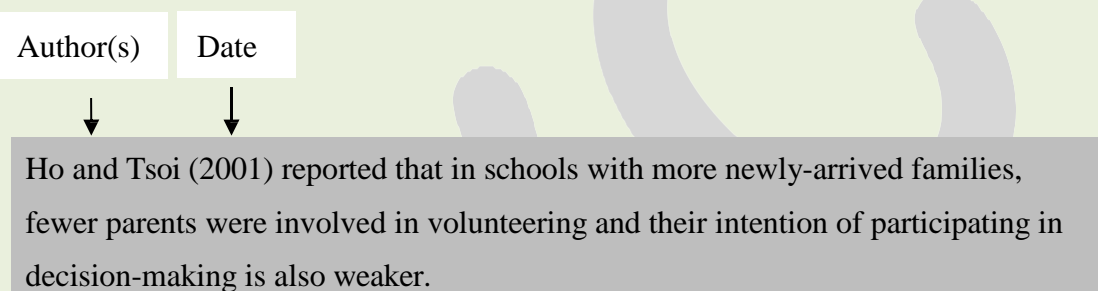 Author(s) Date
Ho and Tsoi (2001) reported that in schools with more newly-arrived families,
fewer parents were involved in volunteering and their intention of participating in
decision-making is also weaker.